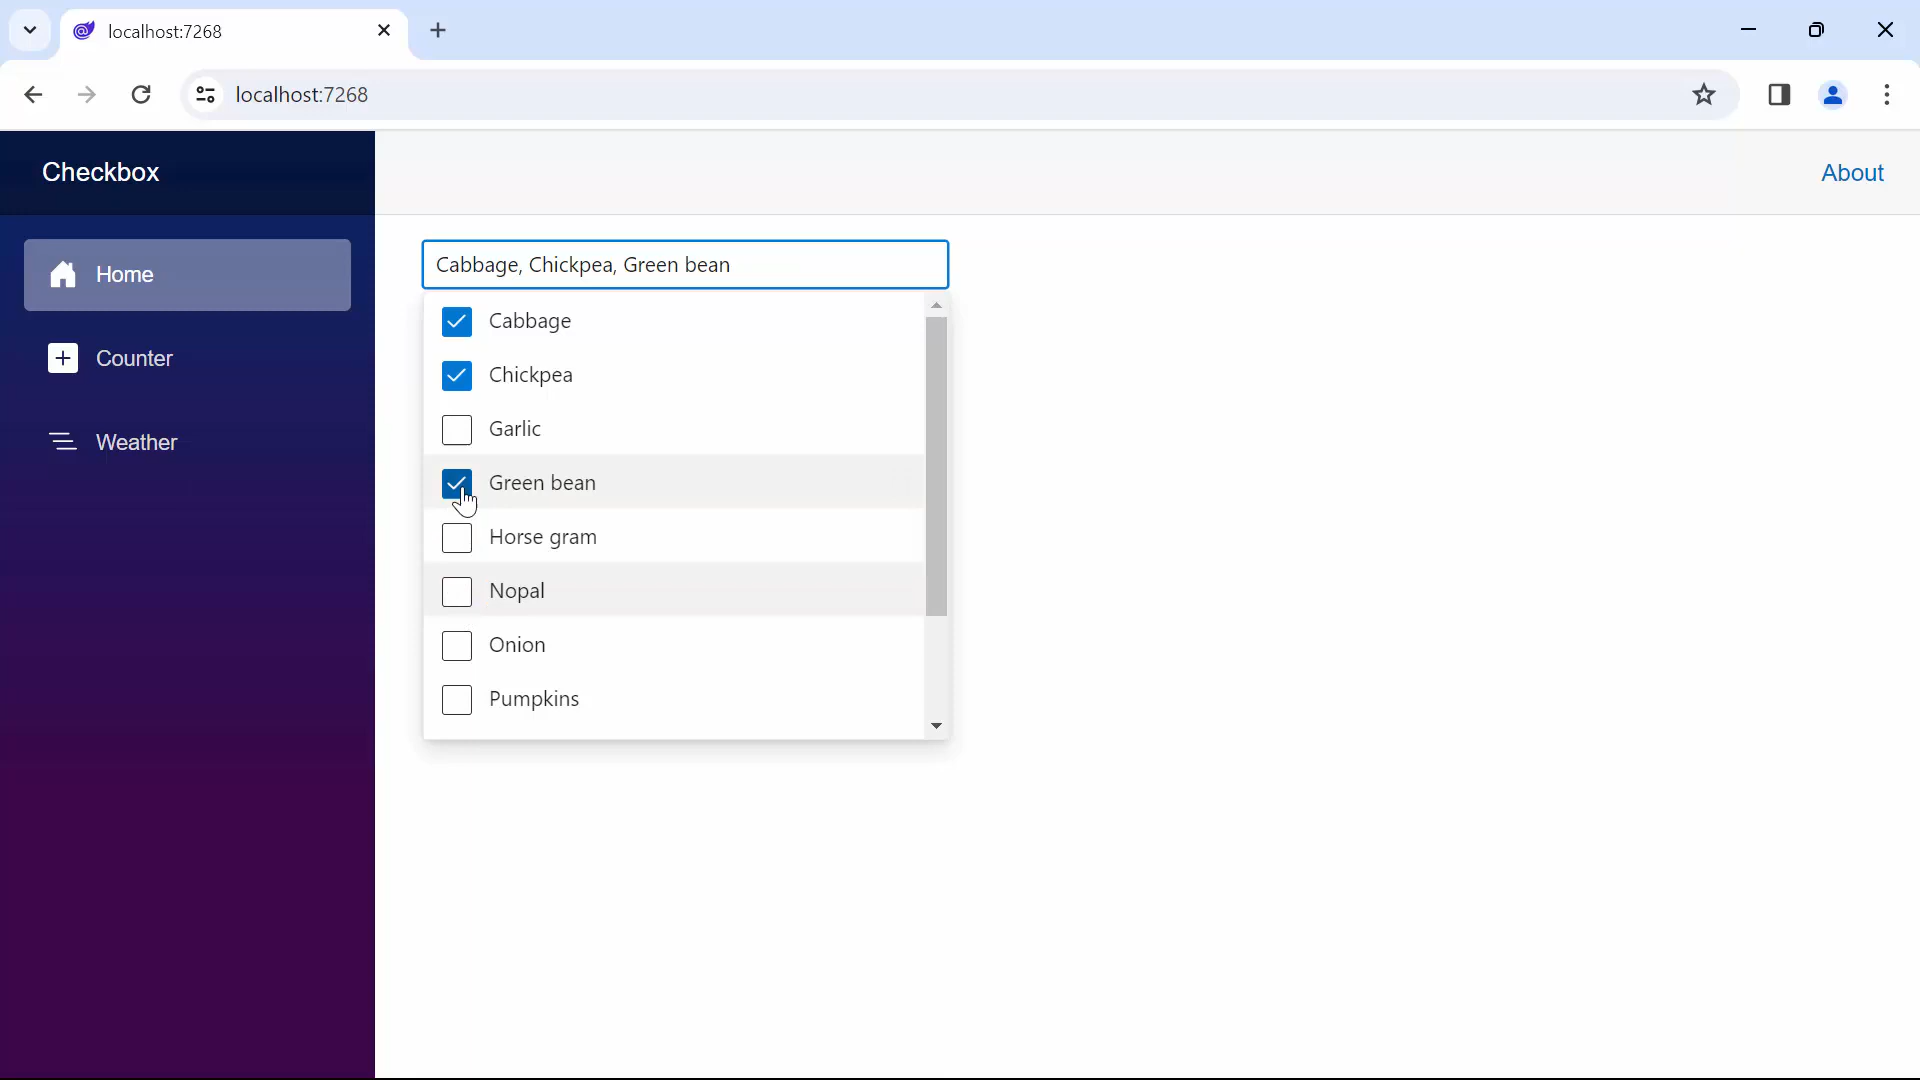 localhost:7268
localhost:7268
Checkbox
About
Home
Counter
Weather
Cabbage, Chickpea, Green bean
Cabbage
Chickpea
Garlic
Green bean
Horse gram
Nopal
Onion
Pumpkins